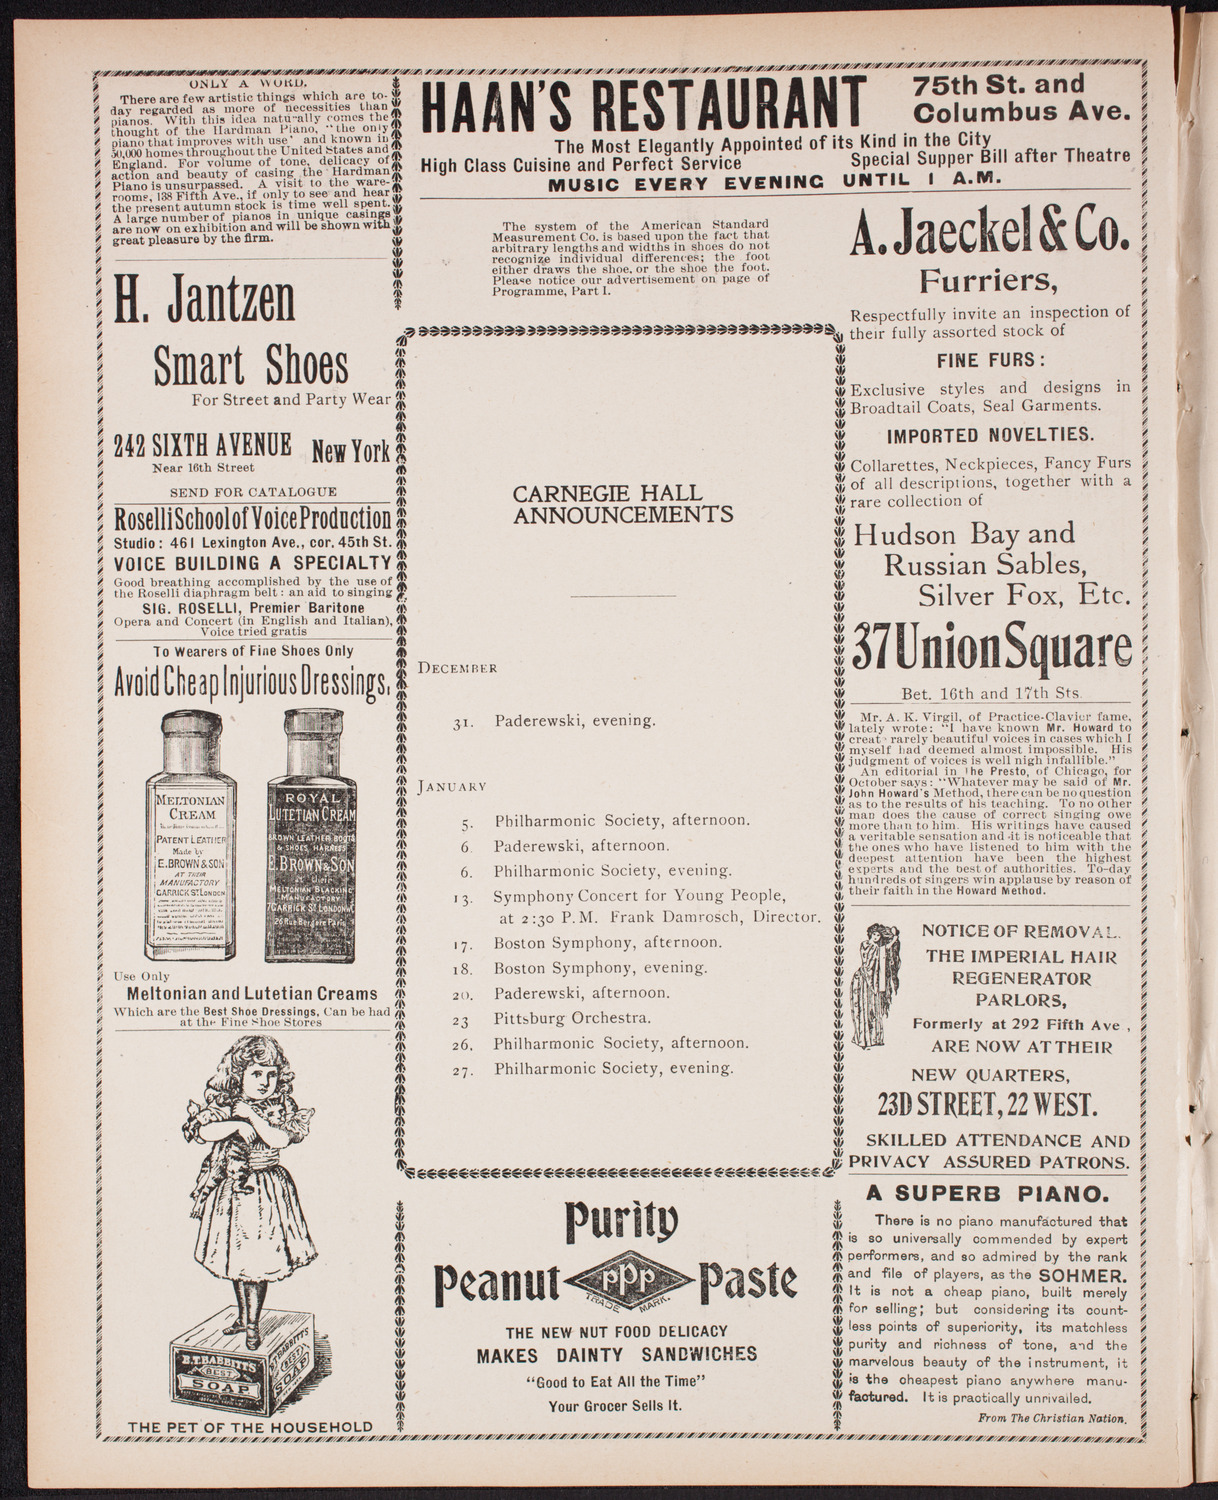 ONLY A WORD.
There are few artistic things which are to-
day regarded as more of necessities than
pianos. With this idea naturally comes the
thought of the Hardman Piano, "the only
piano that improves with use" and known in
50,000 homes throughout the United States and
England. For volume of tone, delicacy of
action and beauty of casing the Hardman
Piano is unsurpassed. A visit to the ware-
rooms, 138 Fifth Ave., if only to see and hear
the present autumn stock is time well spent.
A large number of pianos in unique casings
are now on exhibition and will be shown with
great pleasure by the firm.
H. Jantzen
Smart Shoes
For Street and Party Wear
242 SIXTH AVENUE New York
Near 16th Street
SEND FOR CATALOGUE
Roselli School of Voice Production
Studio: 461 Lexington Ave., cor. 45th St.
VOICE BUILDING A SPECIALTY
Good breathing accomplished by the use of
the Roselli diaphragm belt: an aid to singing
SIG. ROSELLI, Premier Baritone
Opera and Concert (in English and Italian),
Voice tried gratis
To Wearers of Fine Shoes Only
Avoid Cheap Injurious Dressings,
MELTONIAN
CREAM
PATENT LEATHER
Made by
E. BROWN & SON
AT THEIR
MANUFACTORY
GARRICK ST. LONDON
ROYAL
LUTETIAN CREAM
BROWN LEATHER BOOTS
& SHOES, HARNESS
E. BROWN & SON
at their
MELTONIAN BLACKING
MANUFACTORY
7 GARRICK ST. LONDON W.C.
26 Rue Bergère Paris
Use Only
Meltonian and Lutetian Creams
Which are the Best Shoe Dressings, Can be had
at the Fine Shoe Stores
B.T. BABBITT'S
BEST
SOAP
B.T. BABBITT'S
BEST
SOAP
THE PET OF THE HOUSEHOLD
HAAN'S RESTAURANT 75th St. and
Columbus Ave.
The Most Elegantly Appointed of its Kind in the City
High Class Cuisine and Perfect Service Special Supper Bill after Theatre
MUSIC EVERY EVENING UNTIL 1 A.M.
The system of the American Standard
Measurement Co. is based upon the fact that
arbitrary lengths and widths in shoes do not
recognize individual differences; the foot
either draws the shoe, or the shoe the foot.
Please notice our advertisement on page of
Programme, Part I.
CARNEGIE HALL
ANNOUNCEMENTS
DECEMBER
31. Paderewski, evening.
JANUARY
5. Philharmonic Society, afternoon.
6. Paderewski, afternoon.
6. Philharmonic Society, evening.
13. Symphony Concert for Young People,
at 2:30 P.M. Frank Damrosch, Director.
17. Boston Symphony, afternoon.
18. Boston Symphony, evening.
20. Paderewski, afternoon.
23 Pittsburg Orchestra.
26. Philharmonic Society, afternoon.
27. Philharmonic Society, evening.
Purity
Peanut PPP Paste
TRADE MARK.
THE NEW NUT FOOD DELICACY
MAKES DAINTY SANDWICHES
"Good to Eat All the Time"
Your Grocer Sells It.
A. Jaeckel & Co.
Furriers,
Respectfully invite an inspection of
their fully assorted stock of
FINE FURS:
Exclusive styles and designs in
Broadtail Coats, Seal Garments.
IMPORTED NOVELTIES.
Collarettes, Neckpieces, Fancy Furs
of all descriptions, together with a
rare collection of
Hudson Bay and
Russian Sables,
Silver Fox, Etc.
37 Union Square
Bet. 16th and 17th Sts.
Mr. A. K. Virgil, of Practice-Clavier fame,
lately wrote: "I have known Mr. Howard to
create rarely beautiful voices in cases which I
myself had deemed almost impossible. His
judgment of voices is well nigh infallible."
An editorial in the Presto, of Chicago, for
October says: "Whatever may be said of Mr.
John Howard's Method, there can be no question
as to the results of his teaching. To no other
man does the cause of correct singing owe
more than to him. His writings have caused
a veritable sensation and it is noticeable that
the ones who have listened to him with the
deepest attention have been the highest
experts and the best of authorities. To-day
hundreds of singers win applause by reason of
their faith in the Howard Method.
NOTICE OF REMOVAL.
THE IMPERIAL HAIR
REGENERATOR
PARLORS,
Formerly at 292 Fifth Ave ,
ARE NOW AT THEIR
NEW QUARTERS,
23D STREET, 22 WEST.
SKILLED ATTENDANCE AND
PRIVACY ASSURED PATRONS.
A SUPERB PIANO.
There is no piano manufactured that
is so universally commended by expert
performers, and so admired by the rank
and file of players, as the SOHMER.
It is not a cheap piano, built merely
for selling; but considering its count-
less points of superiority, its matchless
purity and richness of tone, and the
marvelous beauty of the instrument, it
is the cheapest piano anywhere manu-
factured. It is practically unrivailed.
From The Christian Nation.